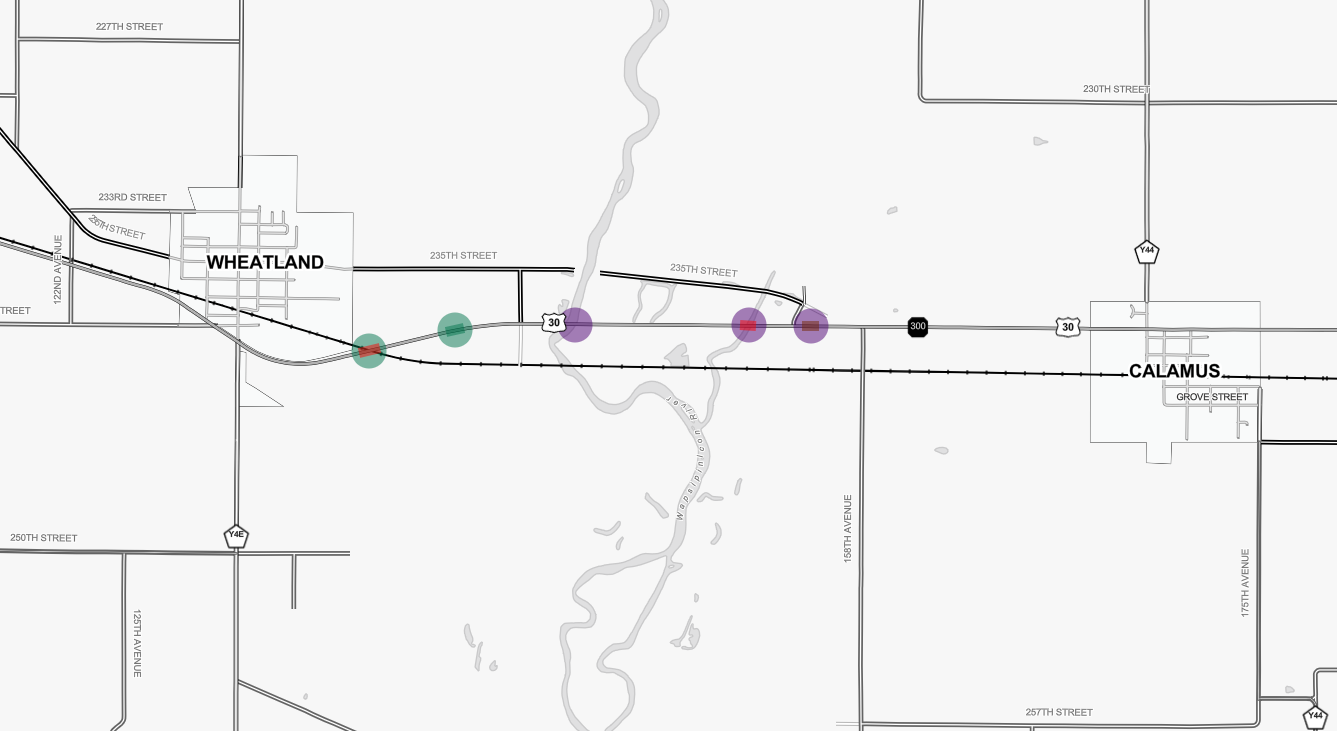 227TH STREET
230TH STREET
233RD STREET
235TH STREET
122ND AVENUE
WHEATLAND
235TH STREET
235TH STREET
Y44
TREET
30
300
30
CALAMUS
GROVE STREET
Wapsipinicon River
Y4E
250TH STREET
158TH AVENUE
175TH AVENUE
125TH AVENUE
257TH STREET
Y44